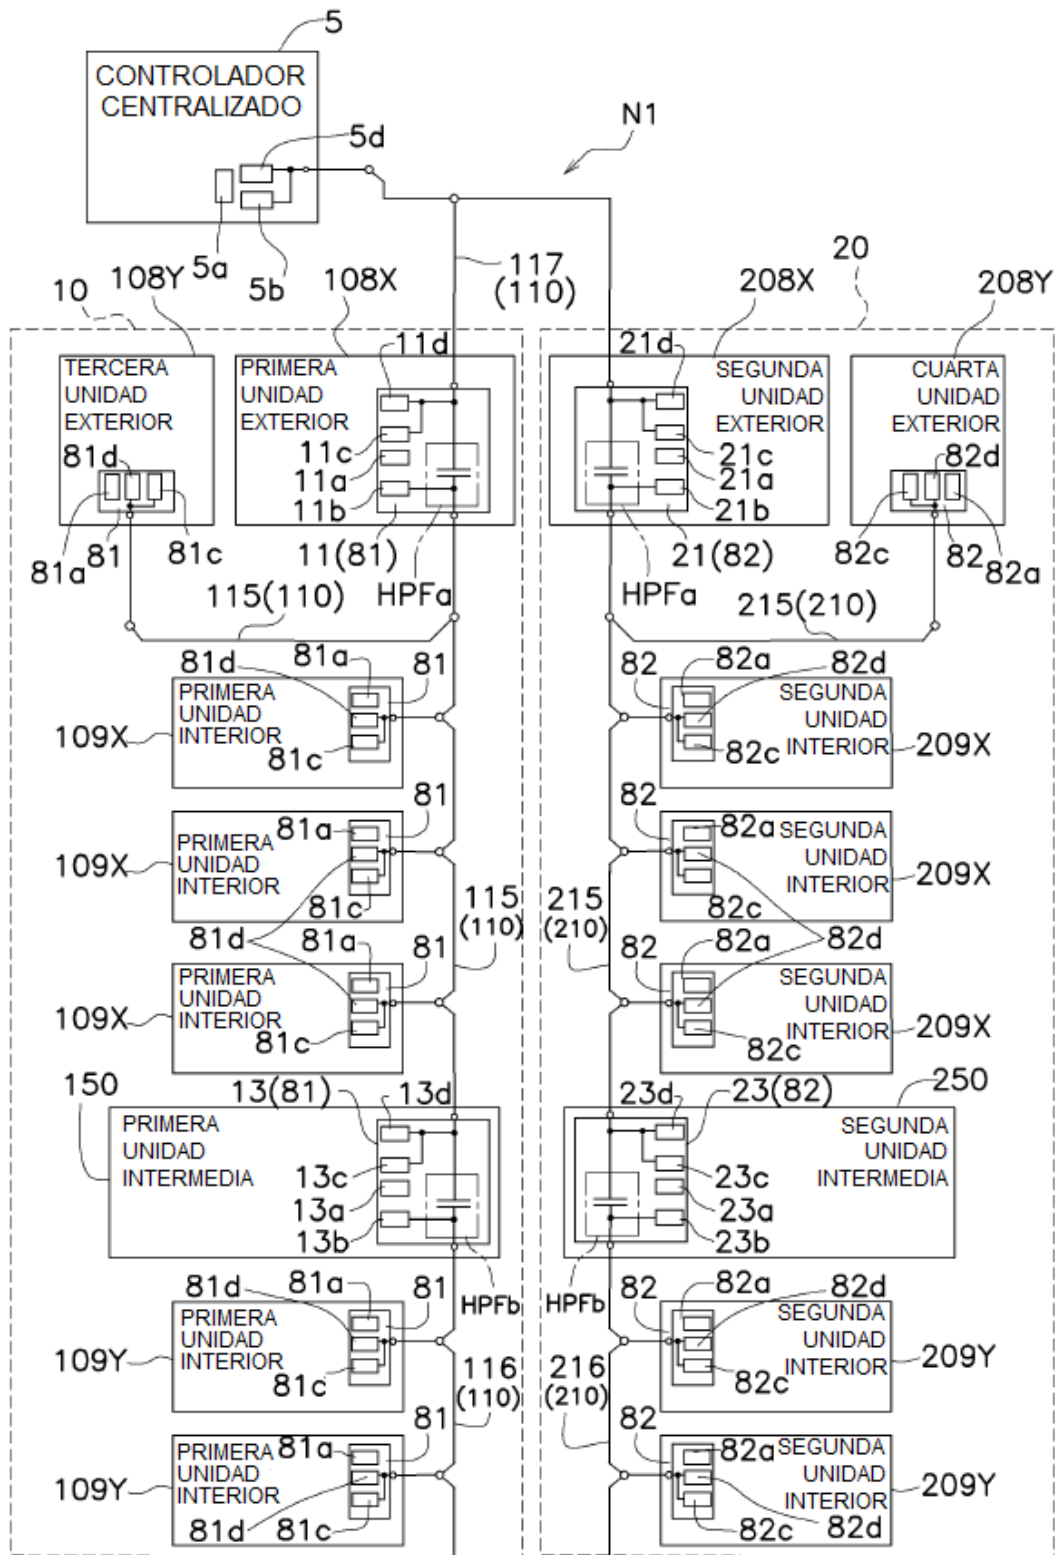 5
CONTROLADOR
CENTRALIZADO
5d
5a
5b
N1
117
(110)
10
108Y
108X
20
208X
208Y
TERCERA
UNIDAD
EXTERIOR
81d
81a
81
81c
PRIMERA
UNIDAD
EXTERIOR
11d
11c
11a
11b
11(81)
HPFa
21d
SEGUNDA
UNIDAD
EXTERIOR
21c
21a
21b
21(82)
HPFa
CUARTA
UNIDAD
EXTERIOR
82d
82c
82
82a
115(110)
215(210)
81d
81a
81
PRIMERA
UNIDAD
INTERIOR
81c
109X
82
82a
82d
SEGUNDA
UNIDAD
INTERIOR
82c
209X
81
PRIMERA
UNIDAD
INTERIOR
81a
81c
109X
82
82a
SEGUNDA
UNIDAD
INTERIOR
82c
209X
81d
115
(110)
215
(210)
82d
81a
81
PRIMERA
UNIDAD
INTERIOR
81c
109X
82
82a
SEGUNDA
UNIDAD
INTERIOR
82c
209X
150
13(81)
13d
PRIMERA
UNIDAD
INTERMEDIA
13c
13a
13b
HPFb
23d
23(82)
250
SEGUNDA
UNIDAD
INTERMEDIA
23c
23a
23b
HPFb
81d
81a
81
PRIMERA
UNIDAD
INTERIOR
81c
109Y
82
82a
82d
SEGUNDA
UNIDAD
INTERIOR
82c
209Y
116
(110)
216
(210)
81
PRIMERA
UNIDAD
INTERIOR
81a
81d
81c
109Y
82
82a
SEGUNDA
UNIDAD
INTERIOR
82c
82d
209Y